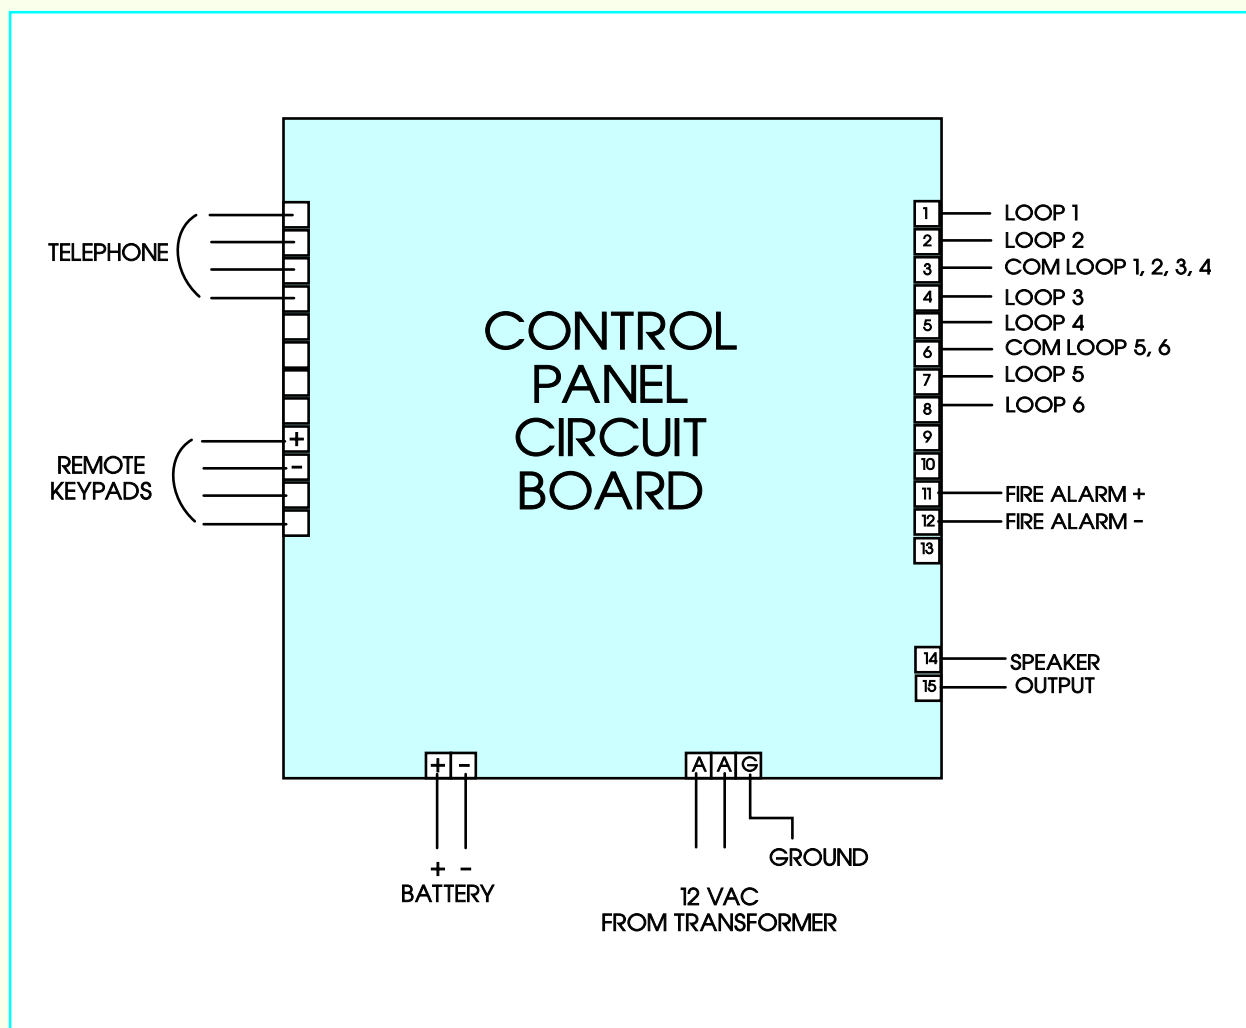 CONTROL
PANEL
CIRCUIT
BOARD
TELEPHONE
+
-
REMOTE
KEYPADS
1 LOOP 1
2 LOOP 2
3 COM LOOP 1, 2, 3, 4
4 LOOP 3
5 LOOP 4
6 COM LOOP 5, 6
7 LOOP 5
8 LOOP 6
9
10
11 FIRE ALARM +
12 FIRE ALARM -
13
14 SPEAKER
15 OUTPUT
+ -
+ -
BATTERY
A A G
GROUND
12 VAC
FROM TRANSFORMER